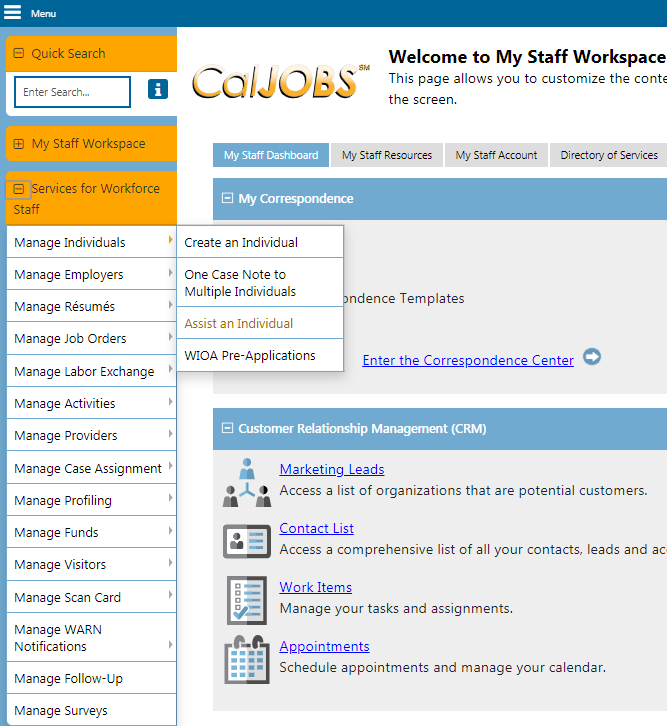 Menu
Quick Search
Enter Search...
i
My Staff Workspace
Services for Workforce
Staff
Manage Individuals
Manage Employers
Manage Résumés
Manage Job Orders
Manage Labor Exchange
Manage Activities
Manage Providers
Manage Case Assignment
Manage Profiling
Manage Funds
Manage Visitors
Manage Scan Card
Manage WARN
Notifications
Manage Follow-Up
Manage Surveys
Create an Individual
One Case Note to
Multiple Individuals
Assist an Individual
WIOA Pre-Applications
CalJOBS SM
Welcome to My Staff Workspace
This page allows you to customize the conte
the screen.
My Staff Dashboard
My Staff Resources
My Staff Account
Directory of Services
My Correspondence
ondence Templates
Enter the Correspondence Center
Customer Relationship Management (CRM)
Marketing Leads
Access a list of organizations that are potential customers.
Contact List
Access a comprehensive list of all your contacts, leads and acc
Work Items
Manage your tasks and assignments.
Appointments
Schedule appointments and manage your calendar.